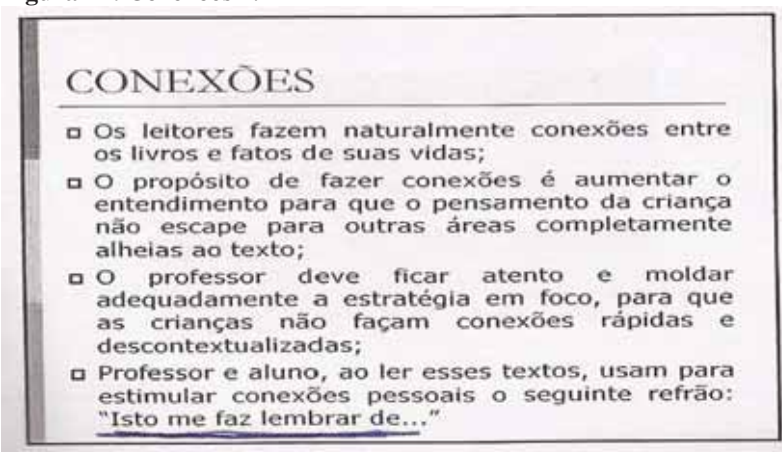 CONEXÕES
Os leitores fazem naturalmente conexões entre
os livros e fatos de suas vidas;
O propósito de fazer conexões é aumentar o
entendimento para que o pensamento da criança
não escape para outras áreas completamente
alheias ao texto;
O professor deve ficar atento e moldar
adequadamente a estratégia em foco, para que
as crianças não façam conexões rápidas e
descontextualizadas;
Professor e aluno, ao ler esses textos, usam para
estimular conexões pessoais o seguinte refrão:
"Isto me faz lembrar de..."